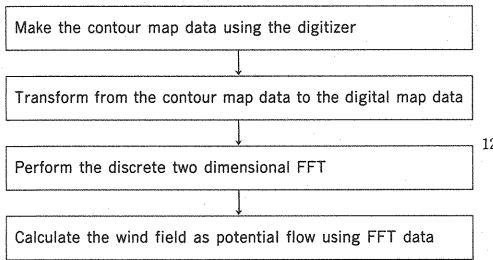 Make the contour map data using the digitizer
Transform from the contour map data to the digital map data
Perform the discrete two dimensional FFT
Calculate the wind field as potential flow using FFT data